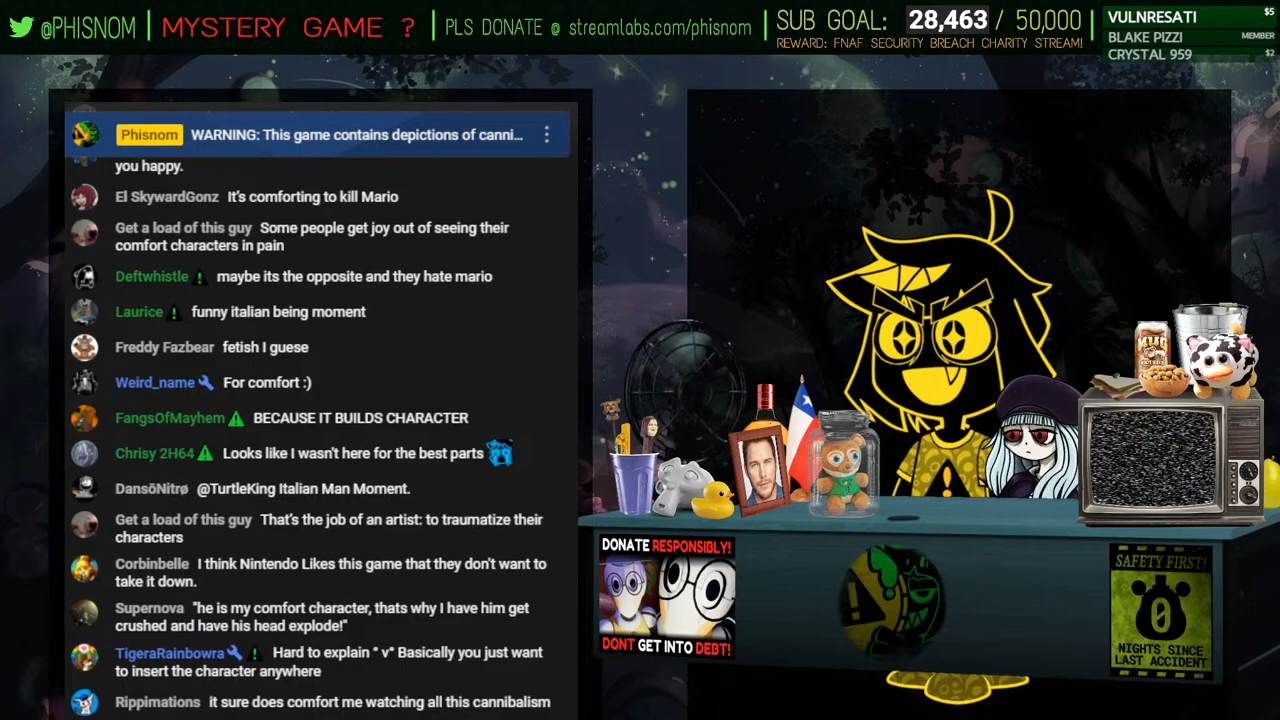 @PHISNOM
MYSTERY GAME ?
PLS DONATE @ streamlabs.com/phisnom
SUB GOAL: 28,463 / 50,000
REWARD: FNAF SECURITY BREACH CHARITY STREAM!
VULNRESATI $5
BLAKE PIZZI MEMBER
CRYSTAL 959 $2
Phisnom WARNING: This game contains depictions of canni...
you happy.
El SkywardGonz It's comforting to kill Mario
Get a load of this guy Some people get joy out of seeing their
comfort characters in pain
Deftwhistle maybe its the opposite and they hate mario
Laurice funny italian being moment
Freddy Fazbear fetish I guese
Weird_name For comfort :)
FangsOfMayhem BECAUSE IT BUILDS CHARACTER
Chrisy 2H64 Looks like I wasn't here for the best parts
DansōNitrø @TurtleKing Italian Man Moment.
Get a load of this guy That's the job of an artist: to traumatize their
characters
Corbinbelle I think Nintendo Likes this game that they don't want to
take it down.
Supernova "he is my comfort character, thats why I have him get
crushed and have his head explode!"
TigeraRainbowra Hard to explain * v* Basically you just want
to insert the character anywhere
Rippimations it sure does comfort me watching all this cannibalism
MUG
DONATE RESPONSIBLY!
DONT GET INTO DEBT!
SAFETY FIRST!
0
NIGHTS SINCE
LAST ACCIDENT